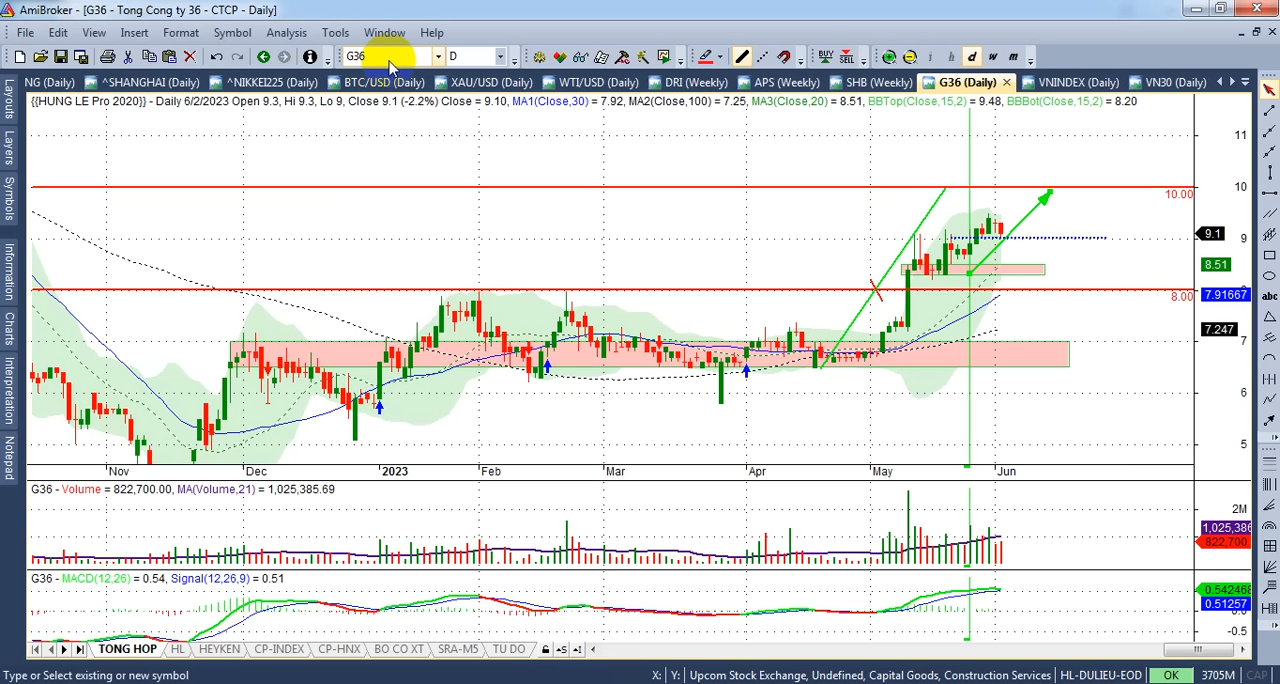 AmiBroker - [G36 - Tong Cong ty 36 - CTCP - Daily]
File Edit View Insert Format Symbol Analysis Tools Window Help
G36 D BUY SELL i h d w m
NG (Daily) ^SHANGHAI (Daily) ^NIKKEI225 (Daily) BTC/USD (Daily) XAU/USD (Daily) WTI/USD (Daily) DRI (Weekly) APS (Weekly) SHB (Weekly) G36 (Daily) VNINDEX (Daily) VN30 (Daily)
{{HUNG LE Pro 2020}} - Daily 6/2/2023 Open 9.3, Hi 9.3, Lo 9, Close 9.1 (-2.2%) Close = 9.10, MA1(Close,30) = 7.92, MA2(Close,100) = 7.25, MA3(Close,20) = 8.51, BBTop(Close,15,2) = 9.48, BBBot(Close,15,2) = 8.20
Layouts
Layers
Symbols
Information
Charts
Interpretation
Notepad
abc
11
10
10.00
9.1
9
8.51
8
8.00
7.91667
7.247
7
6
5
Nov Dec 2023 Feb Mar Apr May Jun
G36 - Volume = 822,700.00, MA(Volume,21) = 1,025,385.69
2M
1,025,386
822,700
G36 - MACD(12,26) = 0.54, Signal(12,26,9) = 0.51
0.542468
0.51257
0.0
-0.5
TONG HOP HL HEYKEN CP-INDEX CP-HNX BO CO XT SRA-M5 TU DO
Type or Select existing or new symbol X: Y: Upcom Stock Exchange, Undefined, Capital Goods, Construction Services HL-DULIEU-EOD OK 3705M CAP